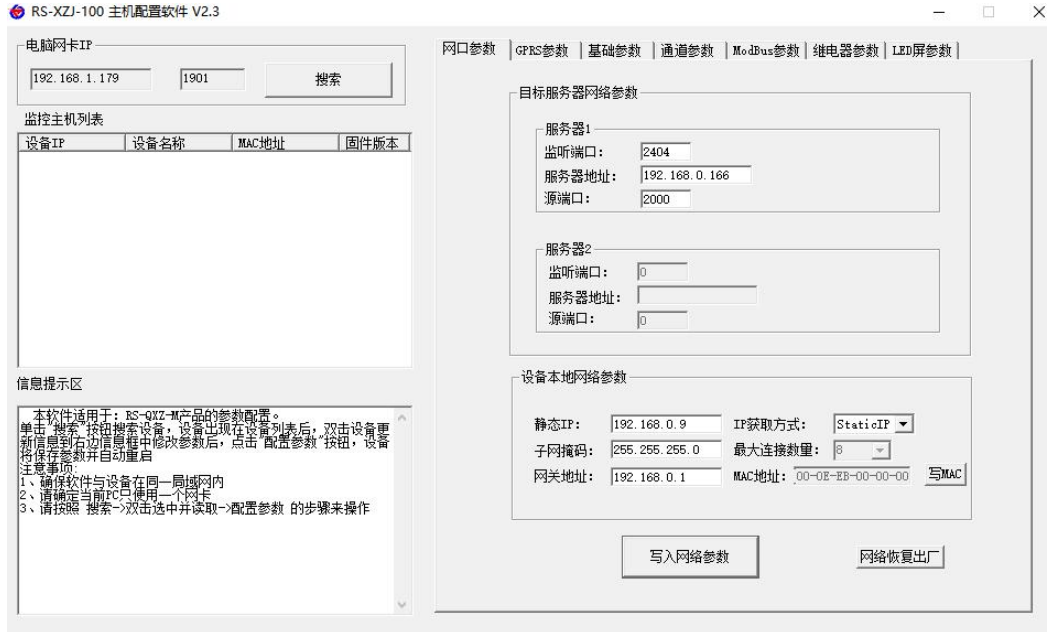 RS-XZJ-100 主机配置软件 V2.3
电脑网卡IP
192.168.1.179 1901 搜索
监控主机列表
设备IP 设备名称 MAC地址 固件版本
信息提示区
本软件适用于：RS-QXZ-M产品的参数配置。
单击"搜索"按钮搜索设备，设备出现在设备列表后，双击设备更
新信息到右边信息框中修改参数后，点击"配置参数"按钮，设备
将保存参数并自动重启
注意事项:
1、确保软件与设备在同一局域网内
2、请确定当前PC只使用一个网卡
3、请按照 搜索->双击选中并读取->配置参数 的步骤来操作
网口参数 GPRS参数 基础参数 通道参数 ModBus参数 继电器参数 LED屏参数
目标服务器网络参数
服务器1
监听端口： 2404
服务器地址： 192.168.0.166
源端口： 2000
服务器2
监听端口： 0
服务器地址：
源端口： 0
设备本地网络参数
静态IP： 192.168.0.9 IP获取方式： StaticIP
子网掩码： 255.255.255.0 最大连接数量： 8
网关地址： 192.168.0.1 MAC地址： 00-0E-EB-00-00-00 写MAC
写入网络参数 网络恢复出厂